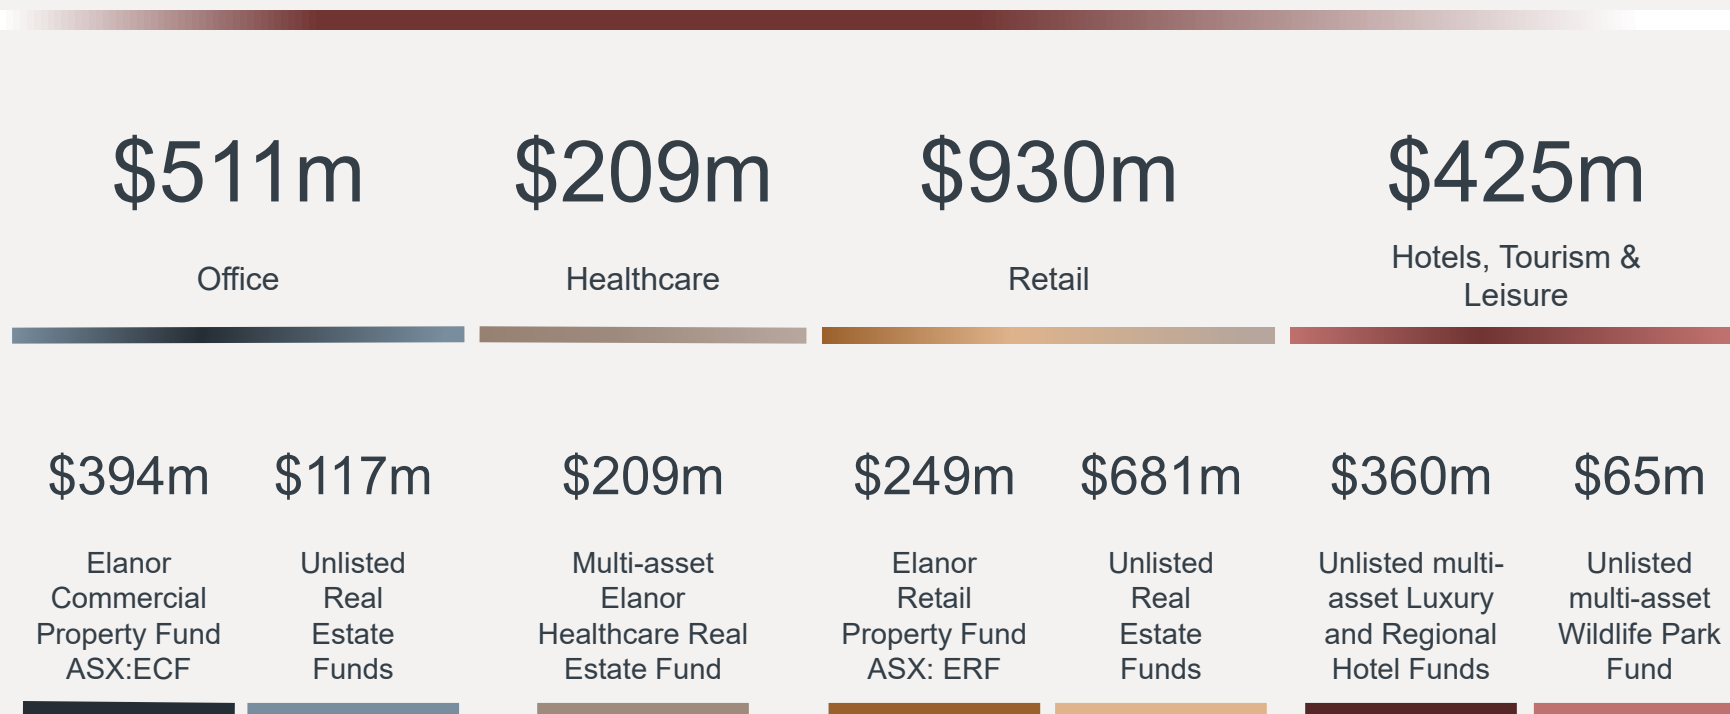 $511m
$209m
$930m
$425m
Office
Healthcare
Retail
Hotels, Tourism &
Leisure
$394m
$117m
$209m
$249m
$681m
$360m
$65m
Elanor
Commercial
Property Fund
ASX:ECF
Unlisted
Real
Estate
Funds
Multi-asset
Elanor
Healthcare Real
Estate Fund
Elanor
Retail
Property Fund
ASX: ERF
Unlisted
Real
Estate
Funds
Unlisted multi-
asset Luxury
and Regional
Hotel Funds
Unlisted
multi-asset
Wildlife Park
Fund